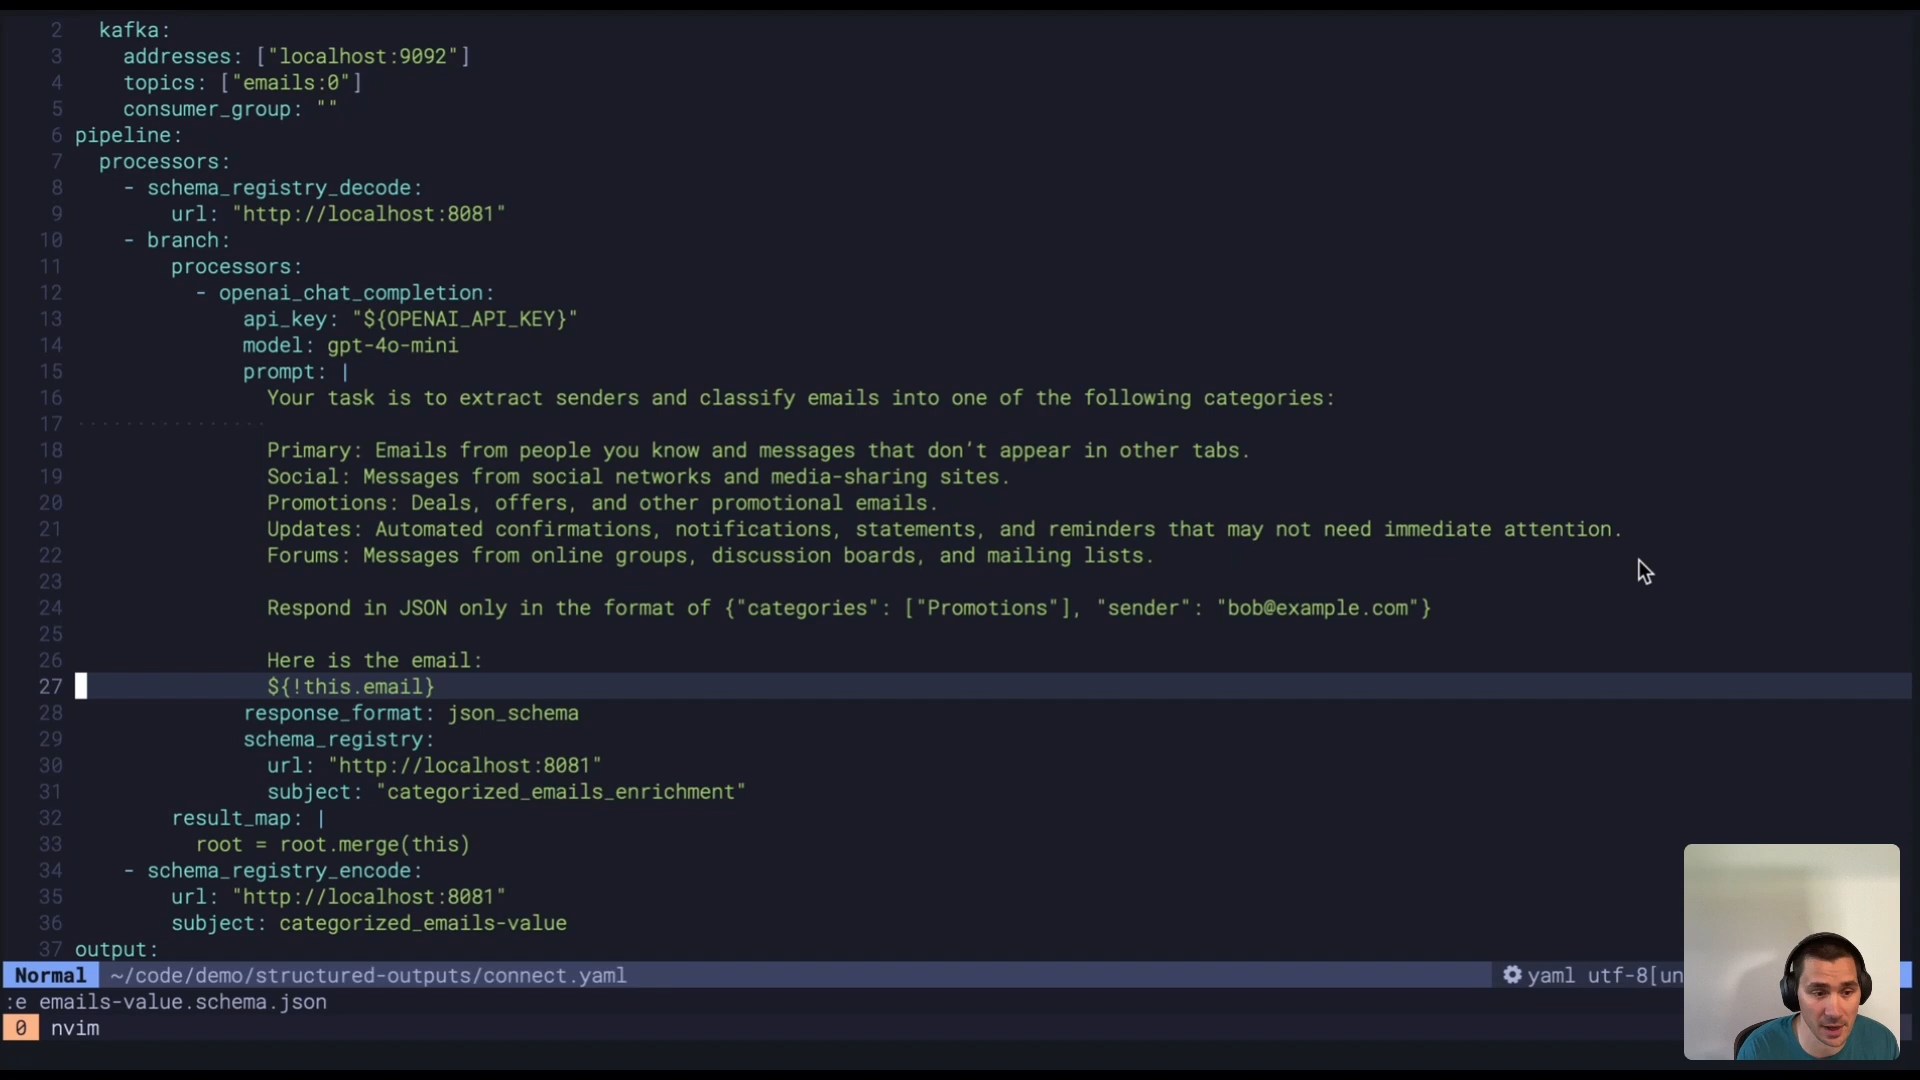 2 kafka:
3 addresses: ["localhost:9092"]
4 topics: ["emails:0"]
5 consumer_group: ""
6 pipeline:
7 processors:
8 - schema_registry_decode:
9 url: "http://localhost:8081"
10 - branch:
11 processors:
12 - openai_chat_completion:
13 api_key: "${OPENAI_API_KEY}"
14 model: gpt-4o-mini
15 prompt: |
16 Your task is to extract senders and classify emails into one of the following categories:
17 ················
18 Primary: Emails from people you know and messages that don’t appear in other tabs.
19 Social: Messages from social networks and media-sharing sites.
20 Promotions: Deals, offers, and other promotional emails.
21 Updates: Automated confirmations, notifications, statements, and reminders that may not need immediate attention.
22 Forums: Messages from online groups, discussion boards, and mailing lists.
23
24 Respond in JSON only in the format of {"categories": ["Promotions"], "sender": "bob@example.com"}
25
26 Here is the email:
27 ${!this.email}
28 response_format: json_schema
29 schema_registry:
30 url: "http://localhost:8081"
31 subject: "categorized_emails_enrichment"
32 result_map: |
33 root = root.merge(this)
34 - schema_registry_encode:
35 url: "http://localhost:8081"
36 subject: categorized_emails-value
37 output:
Normal ~/code/demo/structured-outputs/connect.yaml yaml utf-8[un
:e emails-value.schema.json
0 nvim